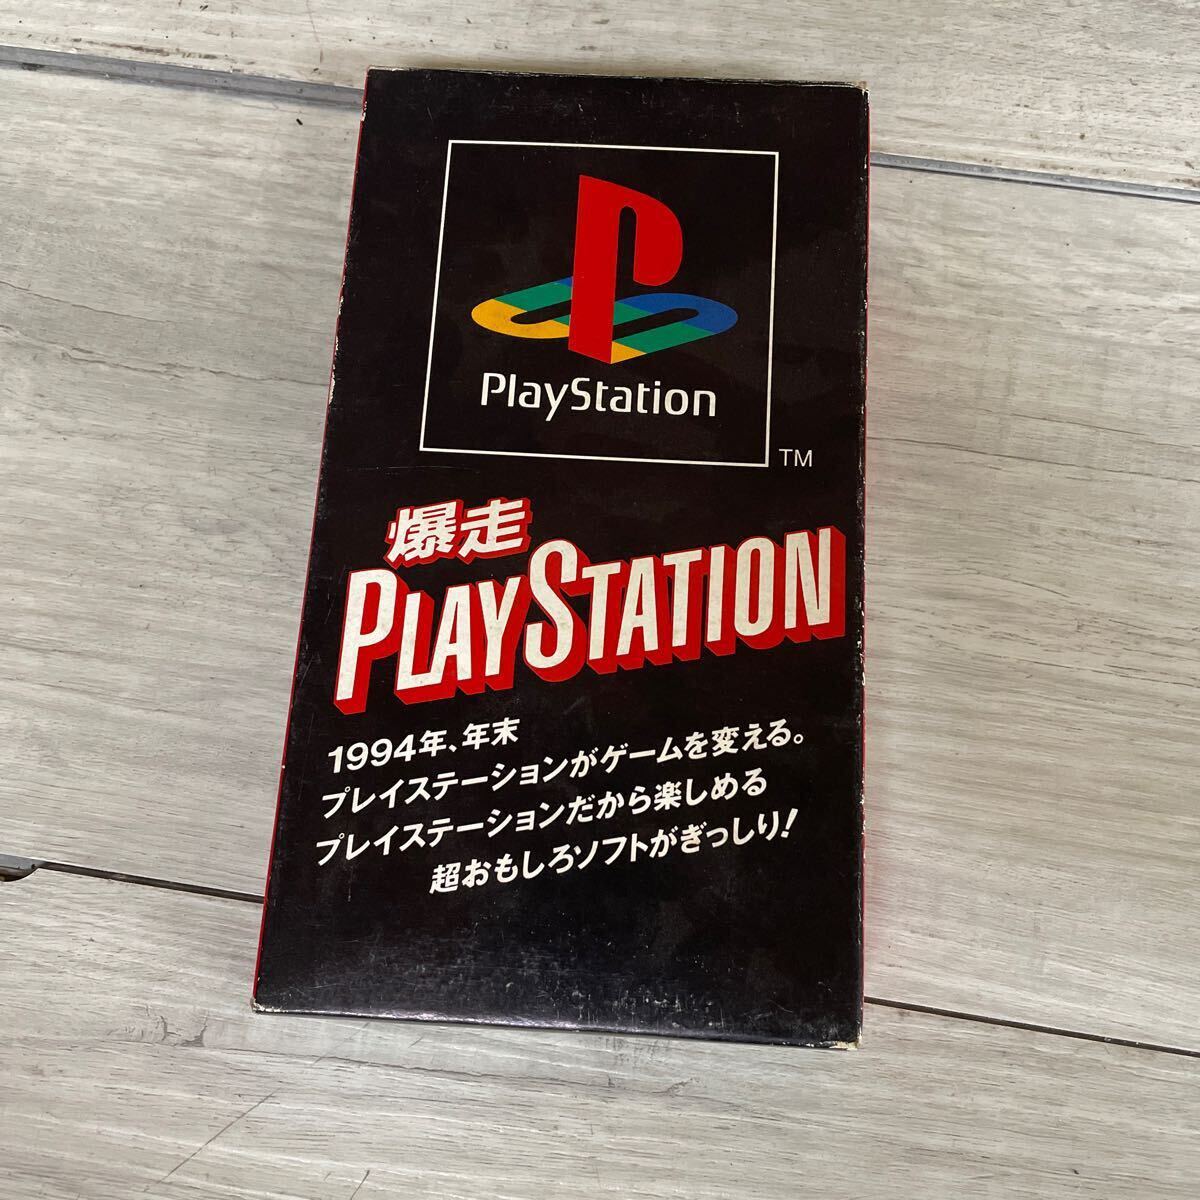 PlayStation
TM
爆走
PLAYSTATION
1994年、年末
プレイステーションがゲームを変える。
プレイステーションだから楽しめる
超おもしろソフトがぎっしり!